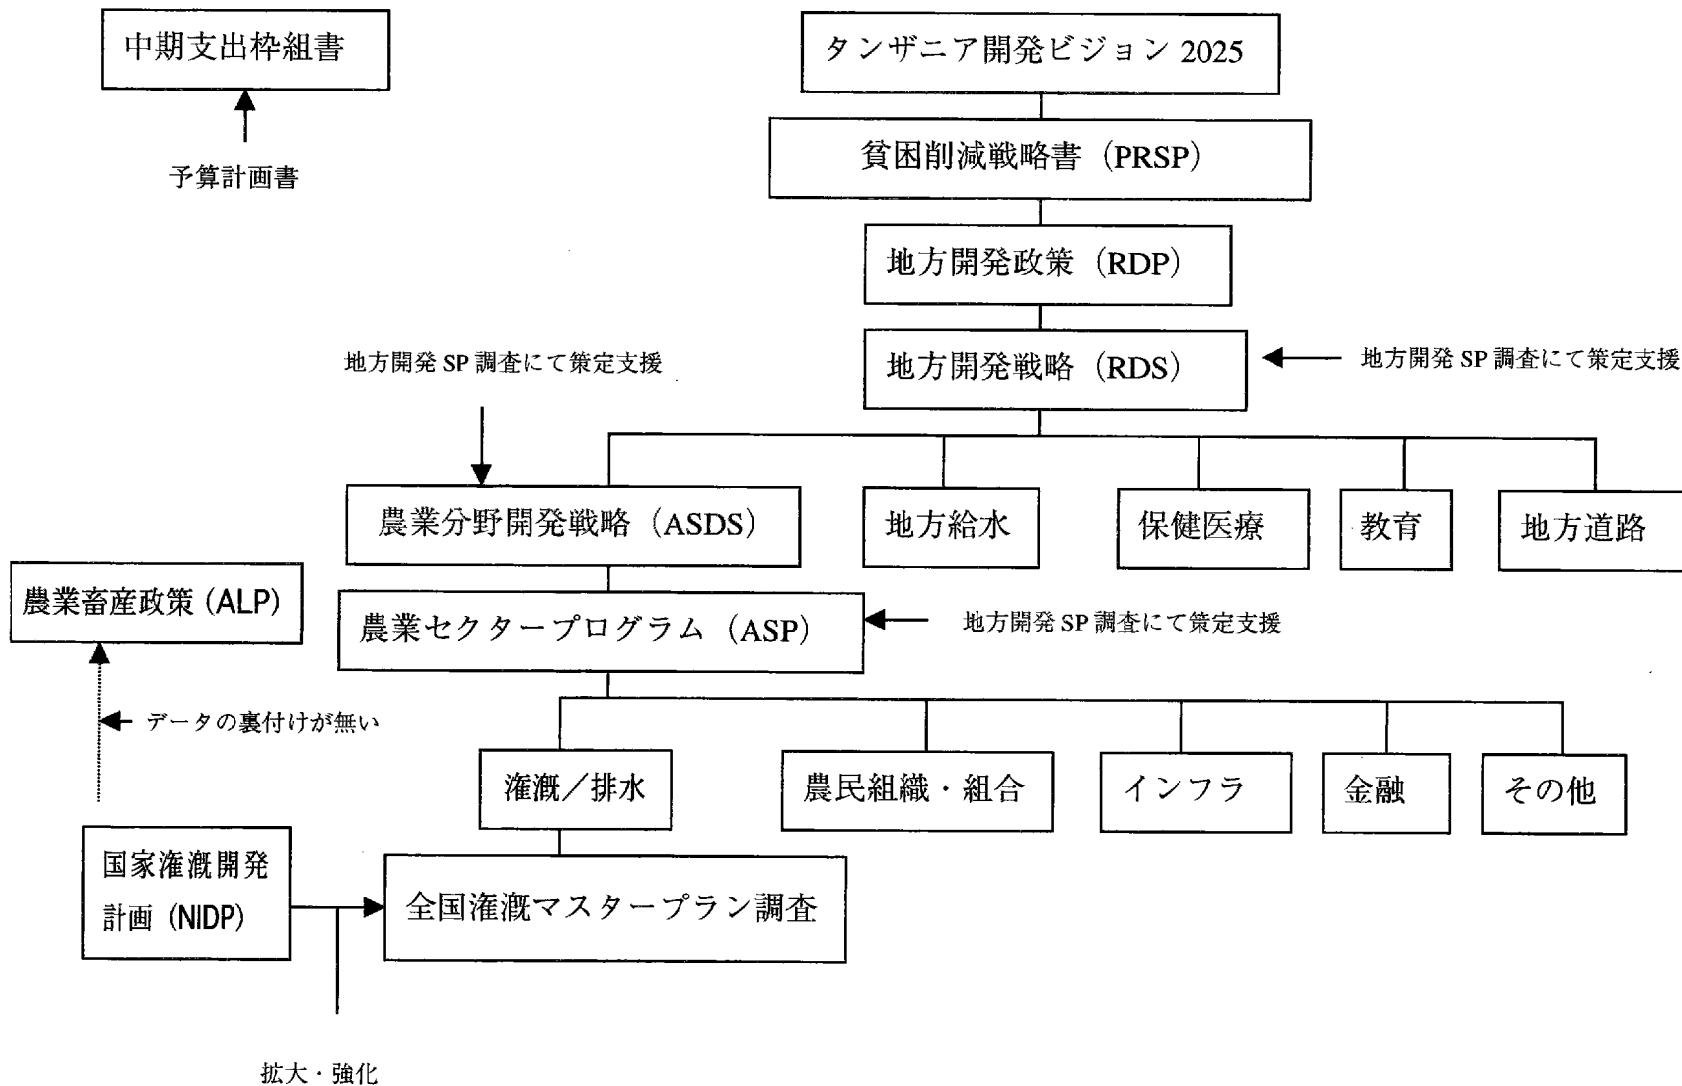 中期支出枠組書
タンザニア開発ビジョン 2025
予算計画書
貧困削減戦略書（PRSP）
地方開発政策（RDP）
地方開発 SP 調査にて策定支援
地方開発戦略（RDS）
地方開発 SP 調査にて策定支援
農業分野開発戦略（ASDS）
地方給水
保健医療
教育
地方道路
農業畜産政策 (ALP)
農業セクタープログラム（ASP）
地方開発 SP 調査にて策定支援
データの裏付けが無い
潅漑／排水
農民組織・組合
インフラ
金融
その他
国家潅漑開発
計画 (NIDP)
全国潅漑マスタープラン調査
拡大・強化